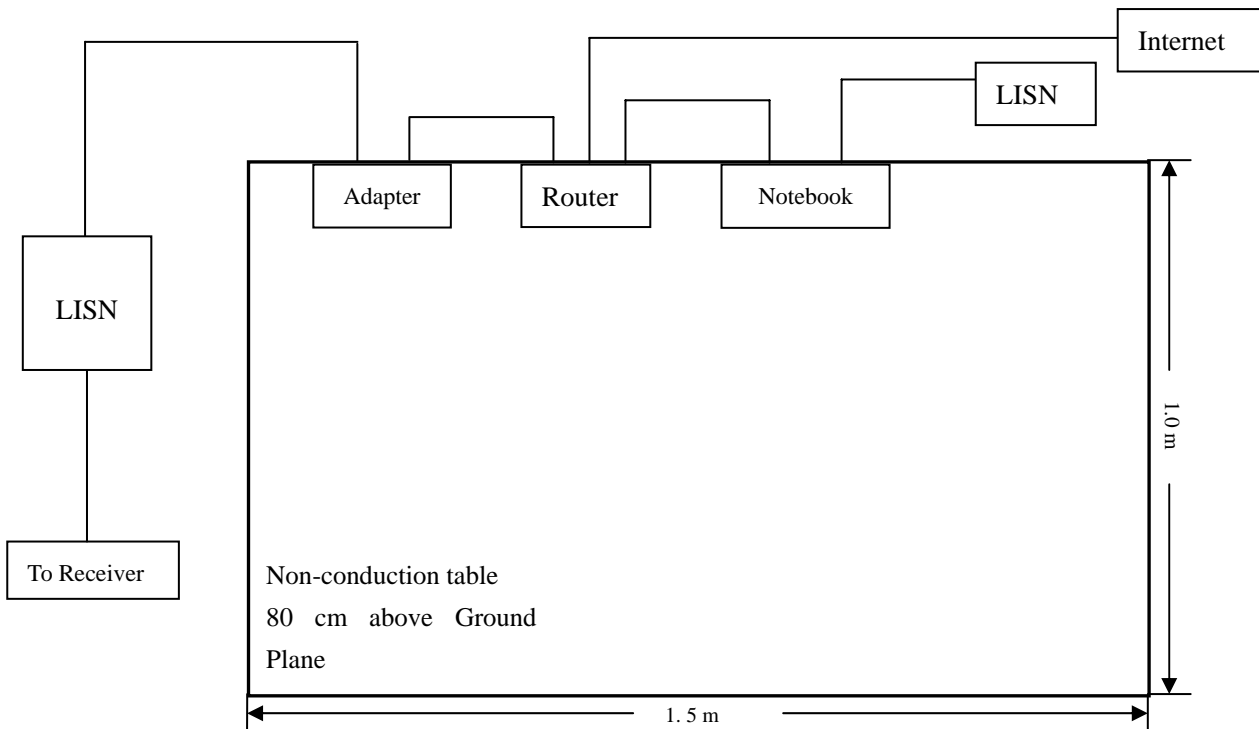 Internet
LISN
Adapter
Router
Notebook
LISN
1.0 m
To Receiver
Non-conduction table
80 cm above Ground
Plane
1. 5 m